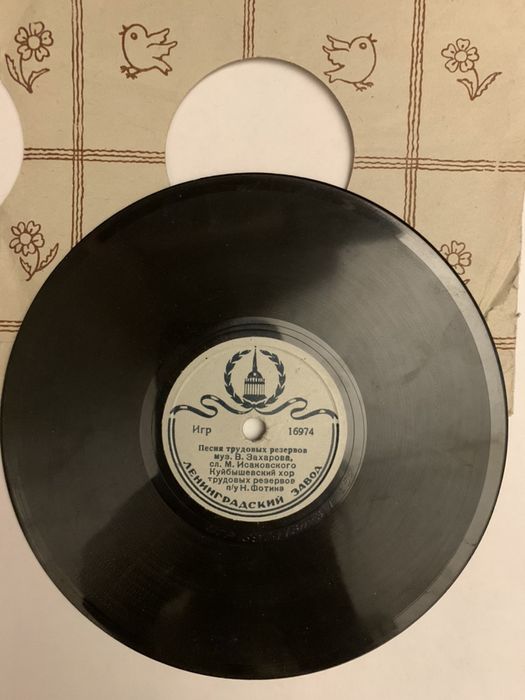 Игр 16974
Песня трудовых резервов
муз. В. Захарова,
сл. М. Исаковского
Куйбышевский хор
трудовых резервов
п/у Н. Фотина
ЛЕНИНГРАДСКИЙ ЗАВОД